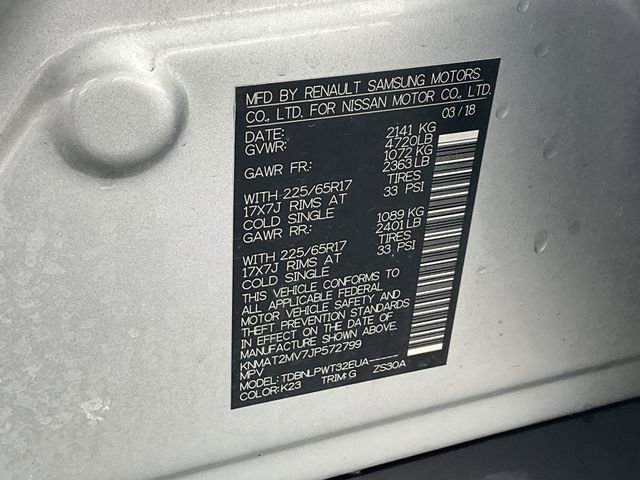 MFD BY RENAULT SAMSUNG MOTORS
CO., LTD. FOR NISSAN MOTOR CO., LTD.
03/18
DATE:
GVWR: 2141 KG
4720LB
GAWR FR: 1072 KG
2363 LB
WITH 225/65R17 TIRES
17X7J RIMS AT 33 PSI
COLD SINGLE
GAWR RR: 1089 KG
2401 LB
WITH 225/65R17 TIRES
17X7J RIMS AT 33 PSI
COLD SINGLE
THIS VEHICLE CONFORMS TO
ALL APPLICABLE FEDERAL
MOTOR VEHICLE SAFETY AND
THEFT PREVENTION STANDARDS
IN EFFECT ON THE DATE OF
MANUFACTURE SHOWN ABOVE.
KNMAT2MV7JP572799
MPV
MODEL: TDBNLPWT32EUA-----
COLOR: K23 TRIM: G ZS30A